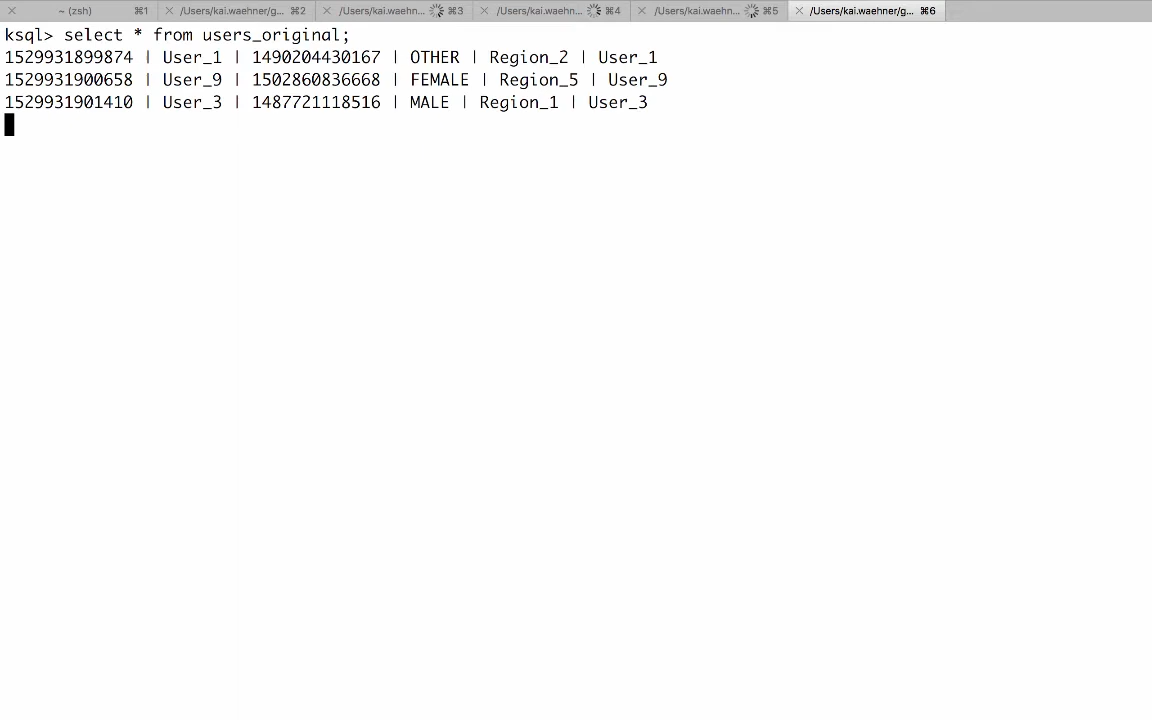 ~ (zsh) ⌘1 /Users/kai.waehner/g... ⌘2 /Users/kai.waehn... ⌘3 /Users/kai.waehn... ⌘4 /Users/kai.waehn... ⌘5 /Users/kai.waehner/g... ⌘6
ksql> select * from users_original;
1529931899874 | User_1 | 1490204430167 | OTHER | Region_2 | User_1
1529931900658 | User_9 | 1502860836668 | FEMALE | Region_5 | User_9
1529931901410 | User_3 | 1487721118516 | MALE | Region_1 | User_3